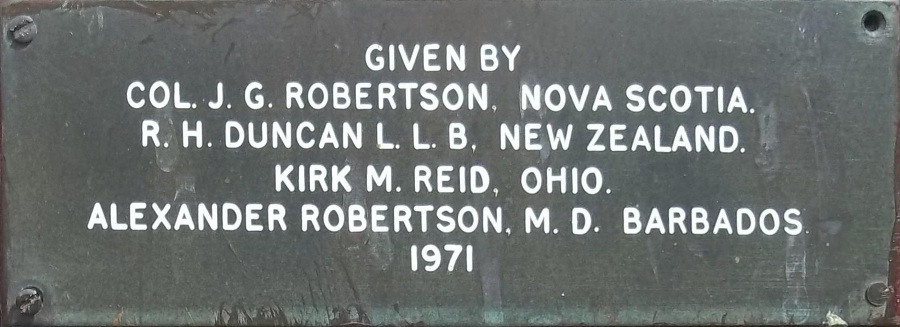 GIVEN BY
COL. J. G. ROBERTSON, NOVA SCOTIA.
R. H. DUNCAN L. L. B, NEW ZEALAND.
KIRK M. REID, OHIO.
ALEXANDER ROBERTSON, M. D. BARBADOS.
1971